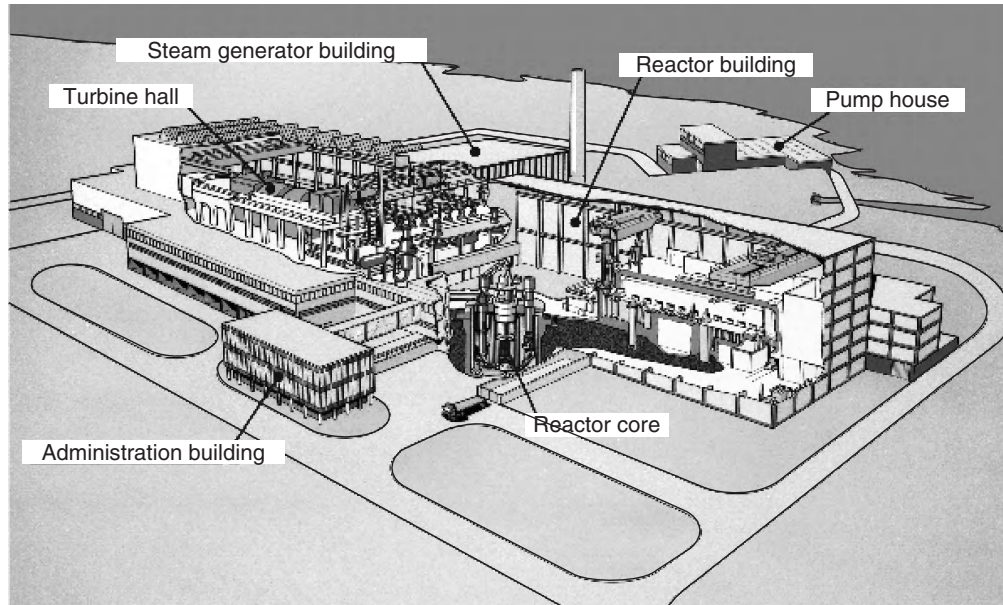 Steam generator building
Reactor building
Turbine hall
Pump house
Reactor core
Administration building